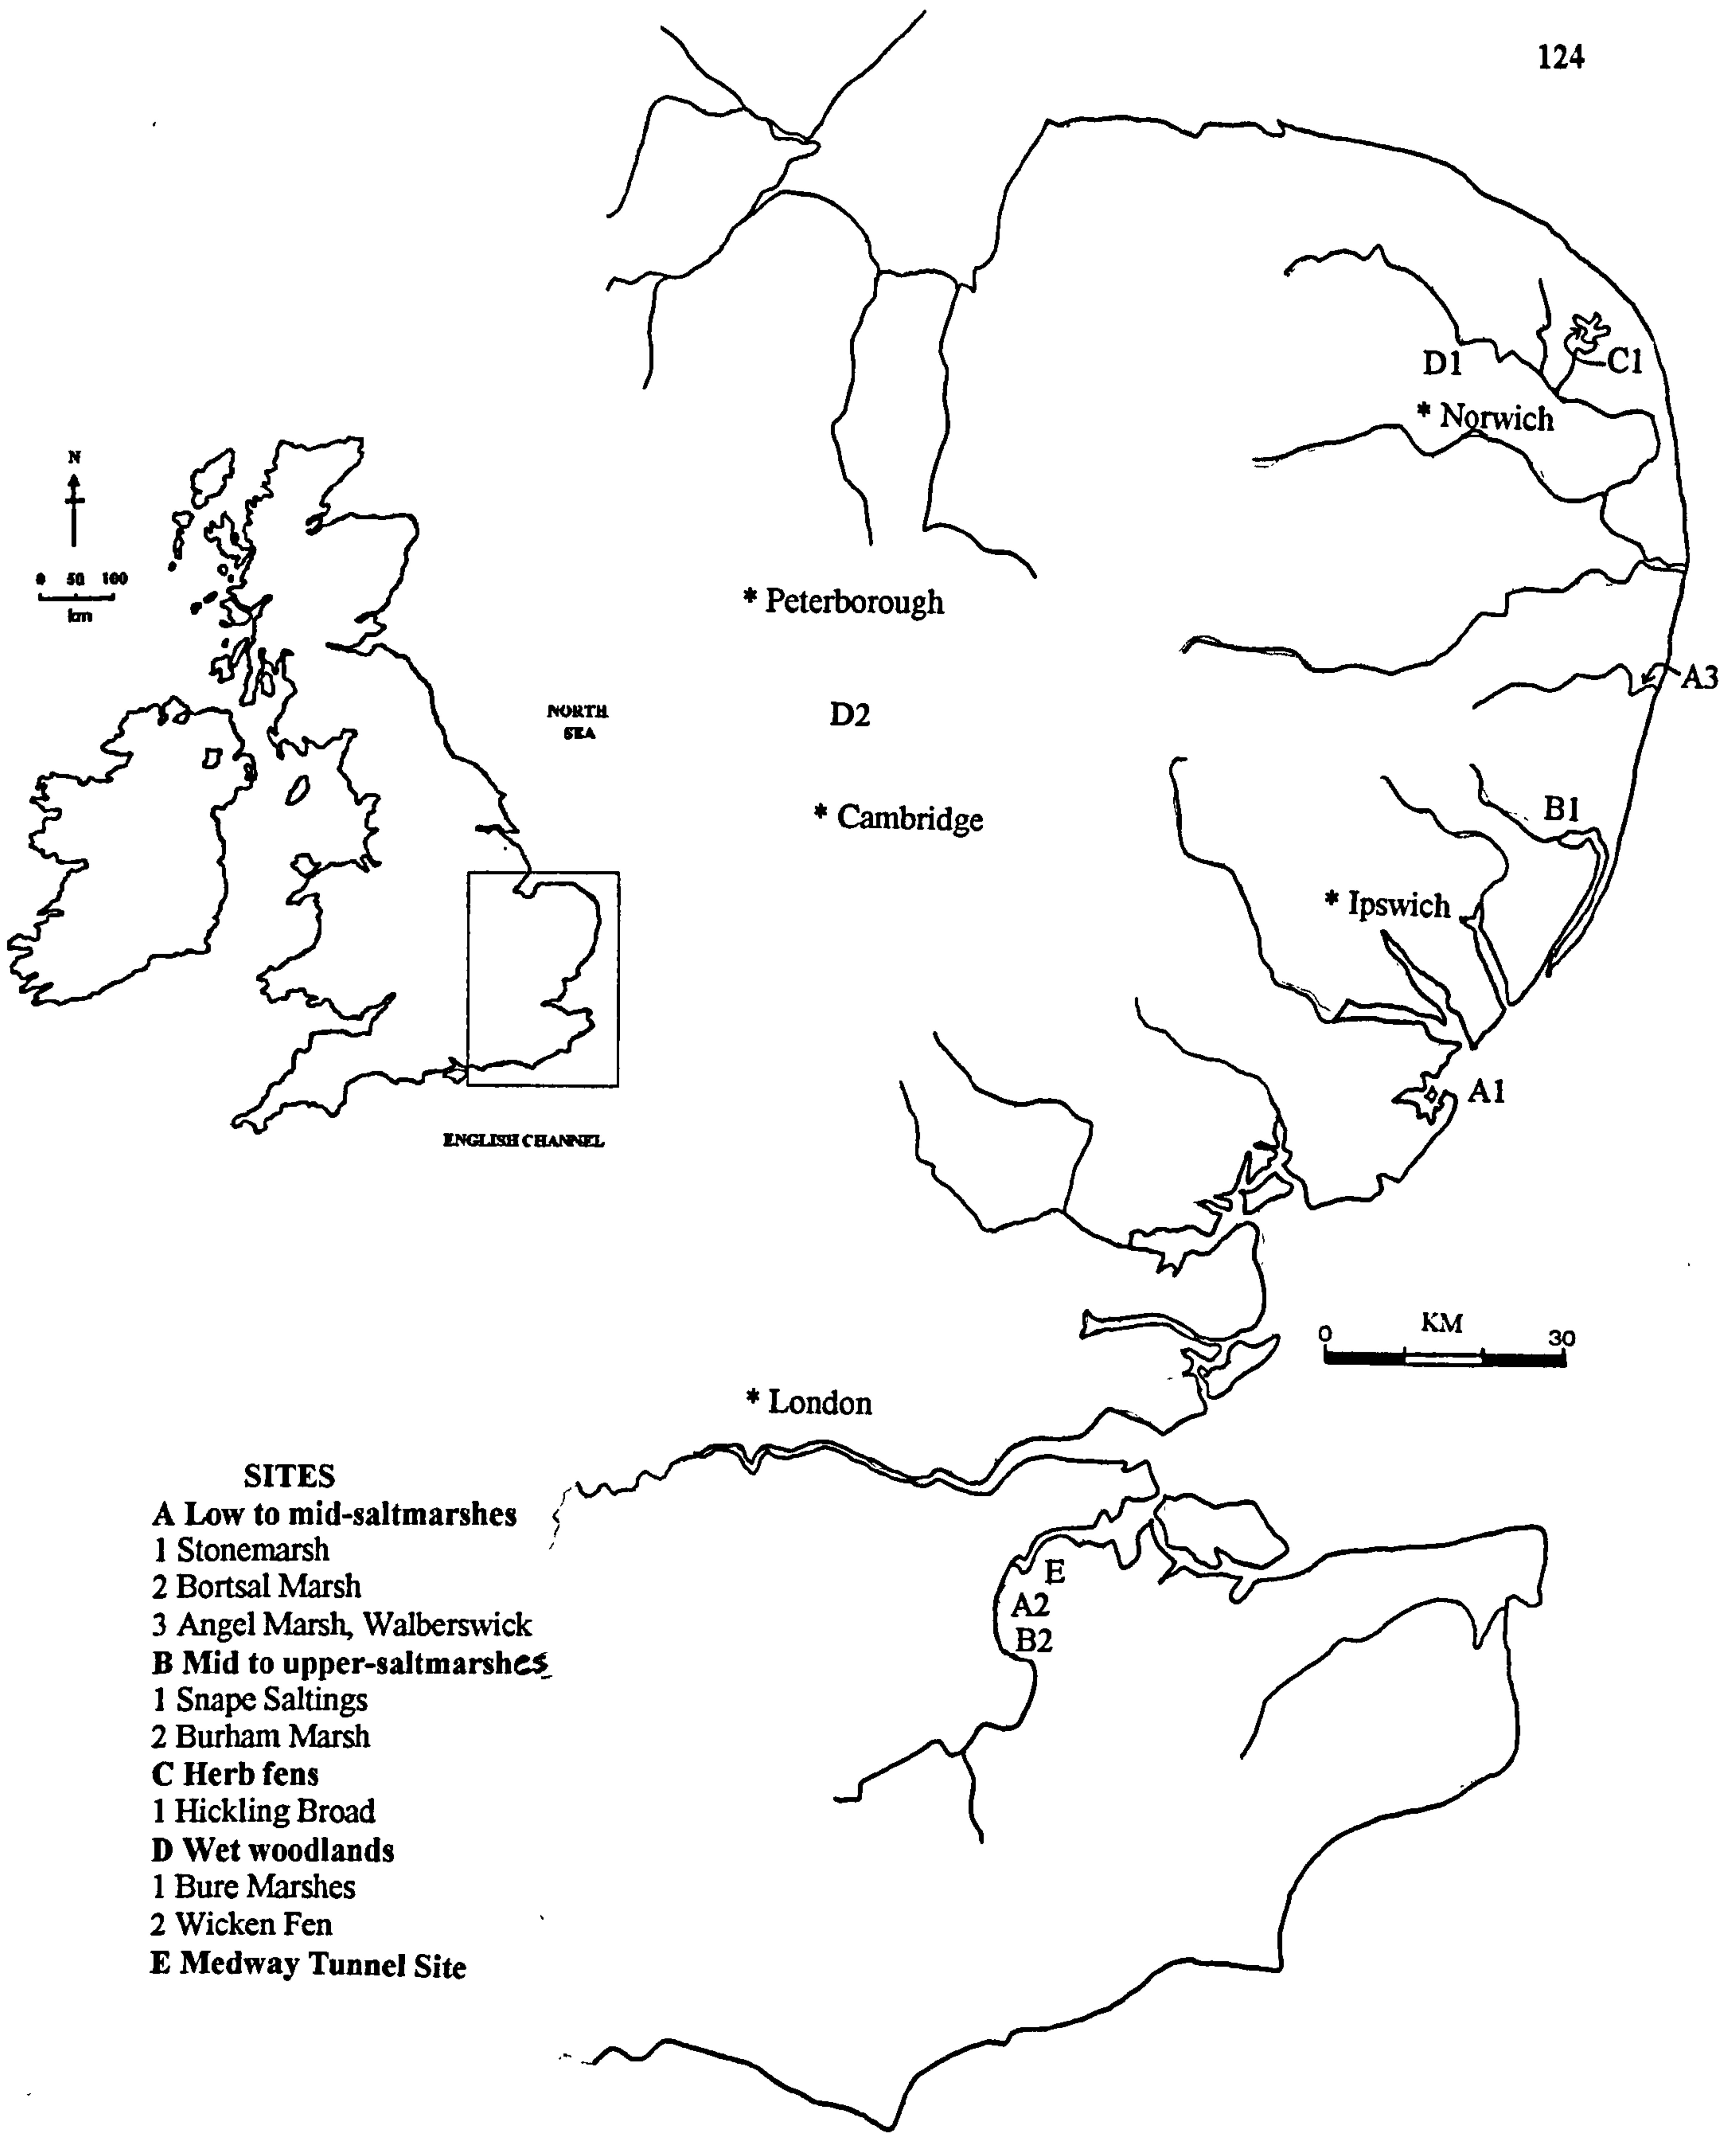 124
D1
C1
* Norwich
N
0 50 100
km
* Peterborough
A3
NORTH
SEA
D2
* Cambridge
B1
* Ipswich
A1
ENGLISH CHANNEL
0 KM 30
* London
SITES
A Low to mid-saltmarshes
1 Stonemarsh
2 Bortsal Marsh
3 Angel Marsh, Walberswick
B Mid to upper-saltmarshes
1 Snape Saltings
2 Burham Marsh
C Herb fens
1 Hickling Broad
D Wet woodlands
1 Bure Marshes
2 Wicken Fen
E Medway Tunnel Site
E
A2
B2